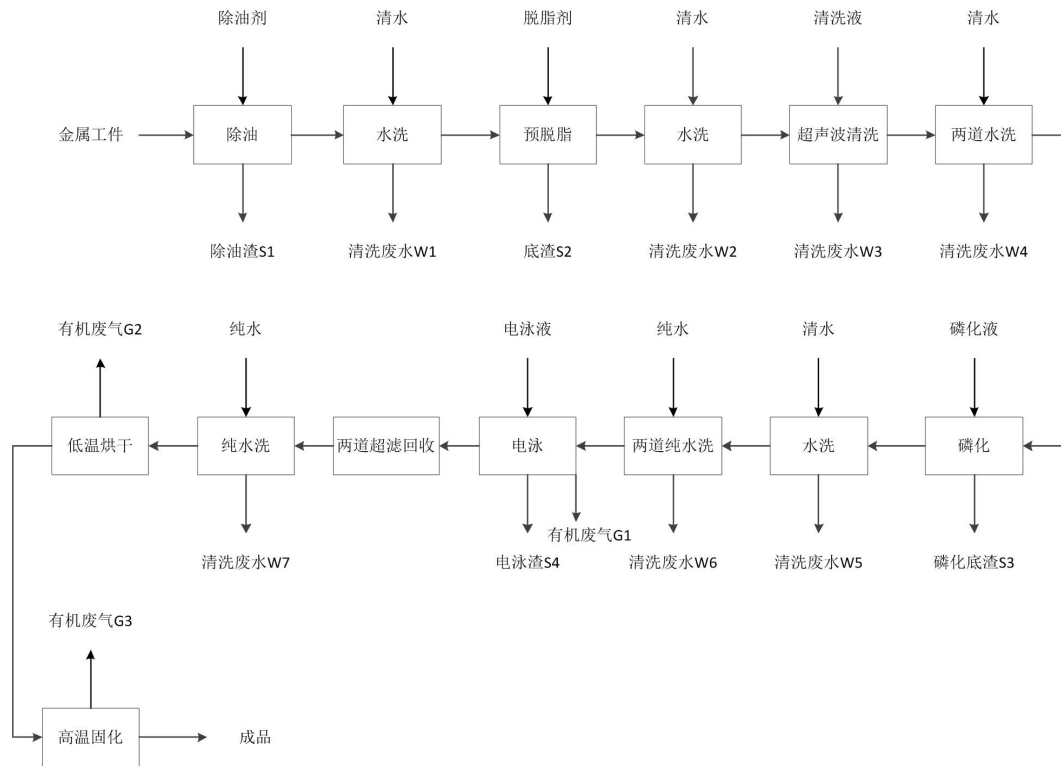 除油剂 清水 脱脂剂 清水 清洗液 清水
金属工件 除油 水洗 预脱脂 水洗 超声波清洗 两道水洗
除油渣S1 清洗废水W1 底渣S2 清洗废水W2 清洗废水W3 清洗废水W4
有机废气G2 纯水 电泳液 纯水 清水 磷化液
低温烘干 纯水洗 两道超滤回收 电泳 两道纯水洗 水洗 磷化
有机废气G1
清洗废水W7 电泳渣S4 清洗废水W6 清洗废水W5 磷化底渣S3
有机废气G3
高温固化 成品